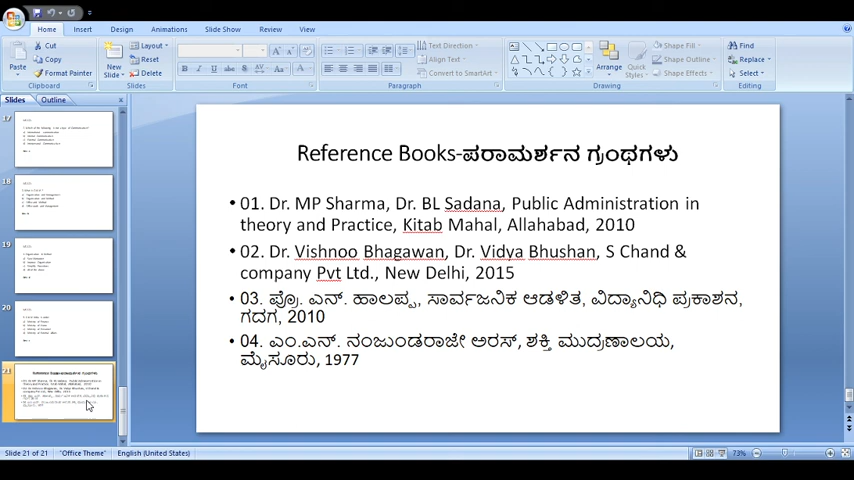 Home Insert Design Animations Slide Show Review View
Cut
Copy
Format Painter
Paste
Clipboard
New Slide
Layout
Reset
Delete
Slides
Font
Text Direction
Align Text
Convert to SmartArt
Paragraph
Arrange
Quick Styles
Shape Fill
Shape Outline
Shape Effects
Drawing
Find
Replace
Select
Editing
Slides Outline
17
18
19
20
21
Reference Books-ಪರಾಮರ್ಶನ ಗ್ರಂಥಗಳು
• 01. Dr. MP Sharma, Dr. BL Sadana, Public Administration in
theory and Practice, Kitab Mahal, Allahabad, 2010
• 02. Dr. Vishnoo Bhagawan, Dr. Vidya Bhushan, S Chand &
company Pvt Ltd., New Delhi, 2015
• 03. ಪ್ರೊ. ಎನ್. ಹಾಲಪ್ಪ, ಸಾರ್ವಜನಿಕ ಆಡಳಿತ, ವಿದ್ಯಾನಿಧಿ ಪ್ರಕಾಶನ,
ಗದಗ, 2010
• 04. ಎಂ.ಎನ್. ನಂಜುಂಡರಾಜೇ ಅರಸ್, ಶಕ್ತಿ ಮುದ್ರಣಾಲಯ,
ಮೈಸೂರು, 1977
Slide 21 of 21 "Office Theme" English (United States) 73%